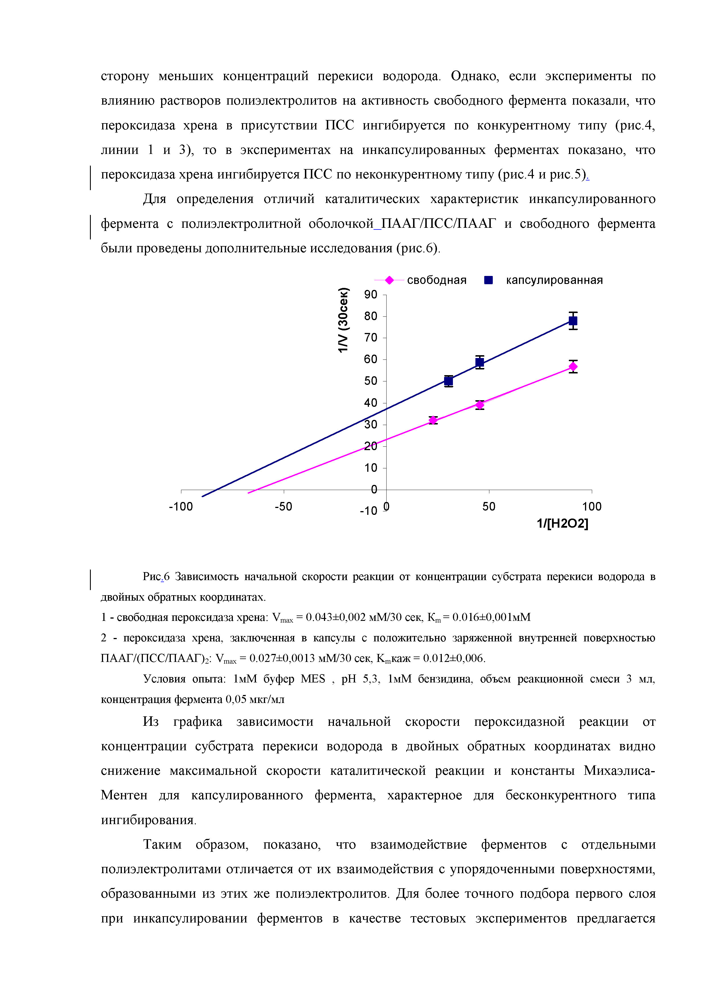 сторону меньших концентраций перекиси водорода. Однако, если эксперименты по
влиянию растворов полиэлектролитов на активность свободного фермента показали, что
пероксидаза хрена в присутствии ПСС ингибируется по конкурентному типу (рис.4,
линии 1 и 3), то в экспериментах на инкапсулированных ферментах показано, что
пероксидаза хрена ингибируется ПСС по неконкурентному типу (рис.4 и рис.5).
Для определения отличий каталитических характеристик инкапсулированного
фермента с полиэлектролитной оболочкой ПААГ/ПСС/ПААГ и свободного фермента
были проведены дополнительные исследования (рис.6).
свободная капсулированная
1/V (30сек)
90
80
70
60
50
40
30
20
10
0
-10
-100 -50 0 50 100
1/[H2O2]
Рис.6 Зависимость начальной скорости реакции от концентрации субстрата перекиси водорода в
двойных обратных координатах.
1 - свободная пероксидаза хрена: Vmax = 0.043±0,002 мМ/30 сек, Km = 0.016±0,001мМ
2 - пероксидаза хрена, заключенная в капсулы с положительно заряженной внутренней поверхностью
ПААГ/(ПСС/ПААГ)2: Vmax = 0.027±0,0013 мМ/30 сек, Kmкаж = 0.012±0,006.
Условия опыта: 1мМ буфер MES , pH 5,3, 1мМ бензидина, объем реакционной смеси 3 мл,
концентрация фермента 0,05 мкг/мл
Из графика зависимости начальной скорости пероксидазной реакции от
концентрации субстрата перекиси водорода в двойных обратных координатах видно
снижение максимальной скорости каталитической реакции и константы Михаэлиса-
Ментен для капсулированного фермента, характерное для бесконкурентного типа
ингибирования.
Таким образом, показано, что взаимодействие ферментов с отдельными
полиэлектролитами отличается от их взаимодействия с упорядоченными поверхностями,
образованными из этих же полиэлектролитов. Для более точного подбора первого слоя
при инкапсулировании ферментов в качестве тестовых экспериментов предлагается